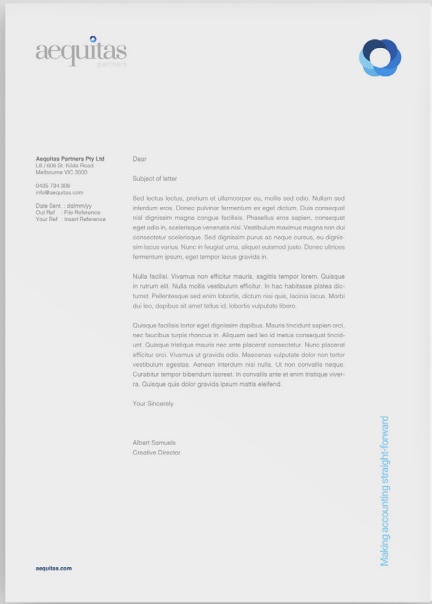 aequitas
partners
Aequitas Partners Pty Ltd
L8 / 606 St. Kilda Road
Melbourne VIC 3000
0435 734 308
info@aequitas.com
Date Sent : dd/mm/yy
Out Ref : File Reference
Your Ref : Insert Reference
Dear
Subject of letter
Sed lectus lectus, pretium et ullamcorper eu, mollis sed odio. Nullam sed
interdum eros. Donec pulvinar fermentum ex eget dictum. Duis consequat
nisl dignissim magna congue facilisis. Phasellus eros sapien, consequat
eget odio in, scelerisque venenatis nisl. Vestibulum maximus magna non dui
consectetur scelerisque. Sed dignissim purus ac neque cursus, eu dignis-
sim lacus varius. Nunc in feugiat urna, aliquet euismod justo. Donec ultrices
fermentum ipsum, eget tempor lacus gravida in.
Nulla facilisi. Vivamus non efficitur mauris, sagittis tempor lorem. Quisque
in rutrum elit. Nulla mollis vestibulum efficitur. In hac habitasse platea dic-
tumst. Pellentesque sed enim lobortis, dictum nisi quis, lacinia lacus. Morbi
dui leo, dapibus sit amet tellus id, lobortis vulputate libero.
Quisque facilisis tortor eget dignissim dapibus. Mauris tincidunt sapien orci,
nec faucibus turpis rhoncus in. Aliquam sed leo id metus consequat tincid-
unt. Quisque tristique mauris nec ante placerat consectetur. Nunc placerat
efficitur orci. Vivamus ut gravida odio. Maecenas vulputate dolor non tortor
vestibulum egestas. Aenean interdum nisi nulla. Ut non convallis neque.
Curabitur tempor bibendum laoreet. In convallis ante et enim tristique viver-
ra. Quisque quis dolor gravida ipsum mattis eleifend.
Your Sincerely
Albert Samuels
Creative Director
Making accounting straight-forward
aequitas.com